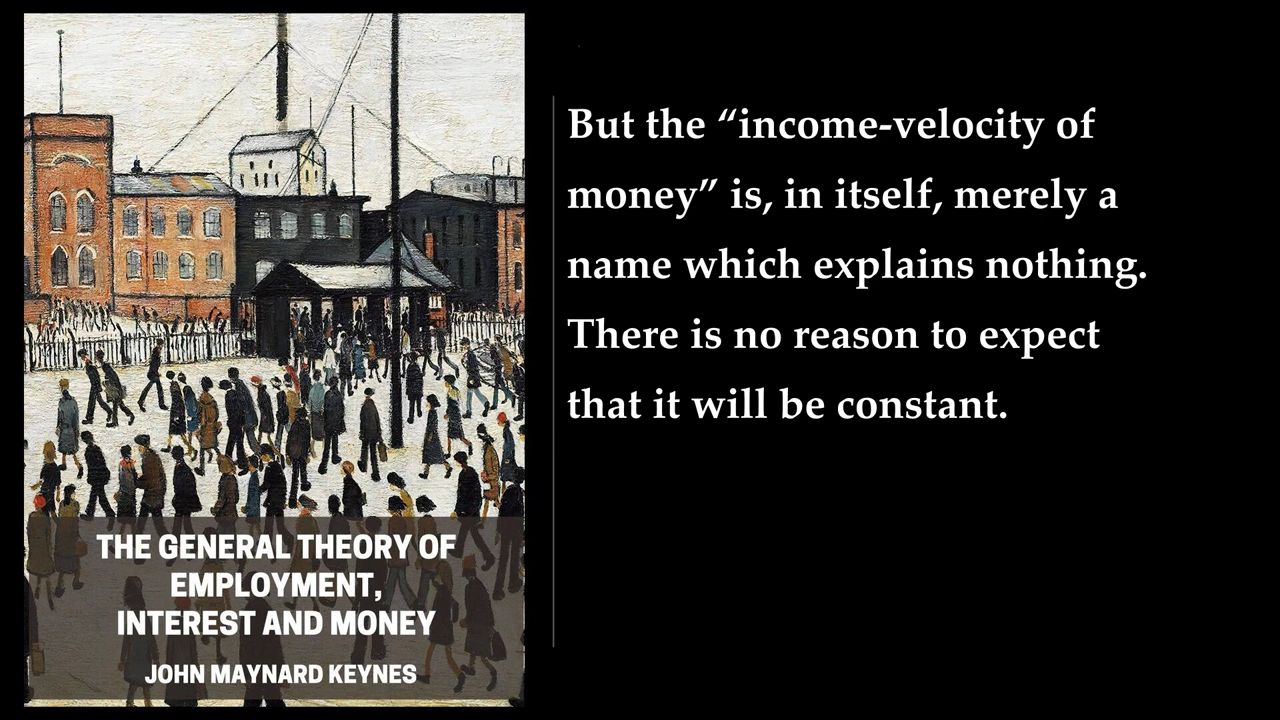 But the “income-velocity of
money” is, in itself, merely a
name which explains nothing.
There is no reason to expect
that it will be constant.
THE GENERAL THEORY OF
EMPLOYMENT,
INTEREST AND MONEY
JOHN MAYNARD KEYNES